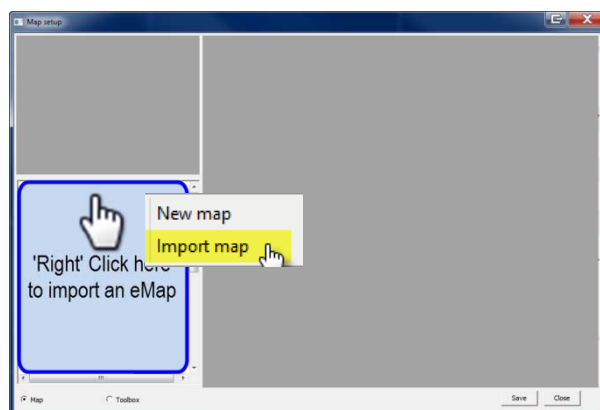 Map setup
New map
Import map
'Right' Click here
to import an eMap
Map
Toolbox
Save
Close